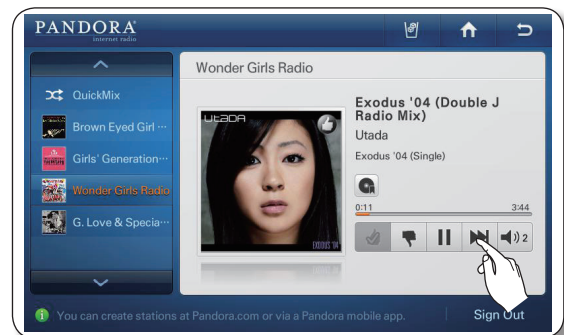 PANDORA
internet radio
QuickMix
Brown Eyed Girl ···
Girls' Generation···
Wonder Girls Radio
G. Love & Specia···
Wonder Girls Radio
UtaDA
EXODUS '04
Exodus '04 (Double J
Radio Mix)
Utada
Exodus '04 (Single)
0:11
3:44
2
You can create stations at Pandora.com or via a Pandora mobile app.
Sign Out